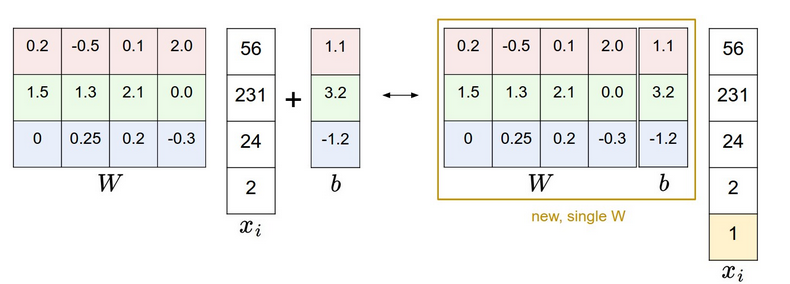 0.2 -0.5 0.1 2.0 56 1.1 0.2 -0.5 0.1 2.0 1.1 56
1.5 1.3 2.1 0.0 231 + 3.2 1.5 1.3 2.1 0.0 3.2 231
0 0.25 0.2 -0.3 24 -1.2 0 0.25 0.2 -0.3 -1.2 24
W 2 b W b 2
new, single W
x_i 1
x_i